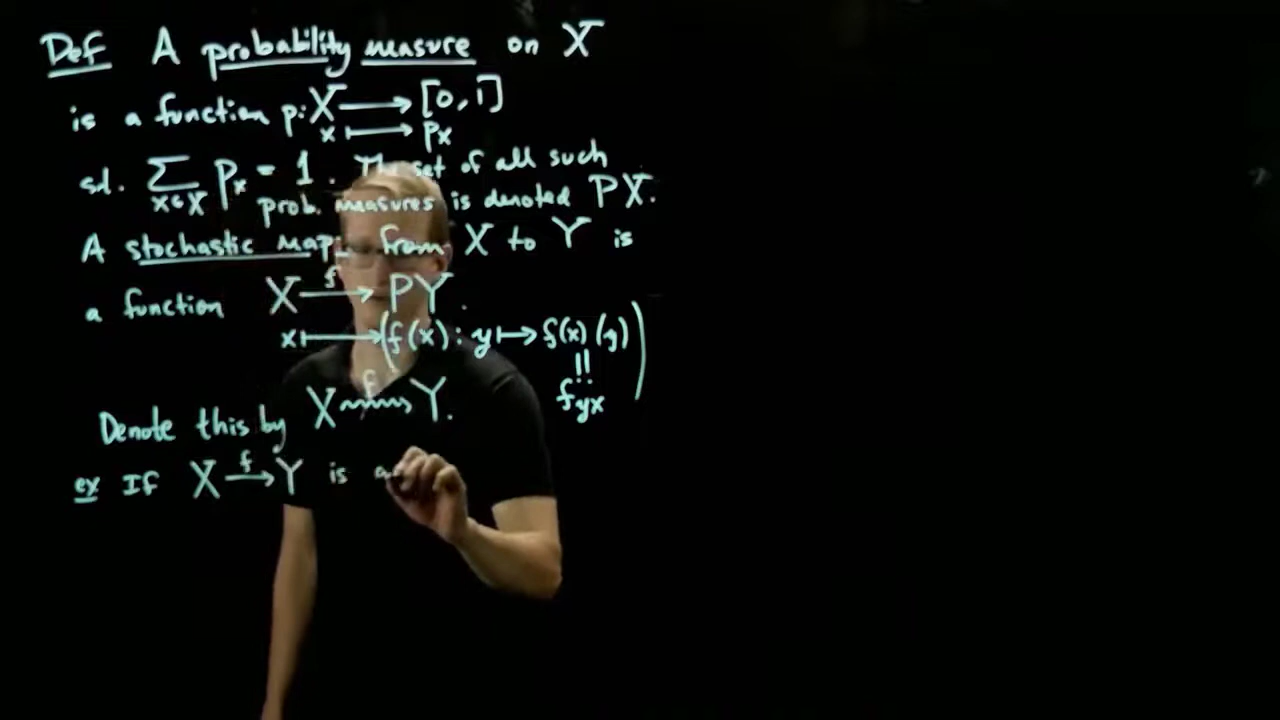 Def A probability measure on X
is a function p: X ⟶ [0,1]
x ⟼ pₓ
s.t. ∑ pₓ = 1. The set of all such
x∈X prob. measures is denoted PX.
A stochastic map from X to Y is
a function X —f→ PY.
x ⟼ (f(x): y ⟼ f(x)(y))
||
f_yx
Denote this by X ~f~> Y.
ex If X —f→ Y is a